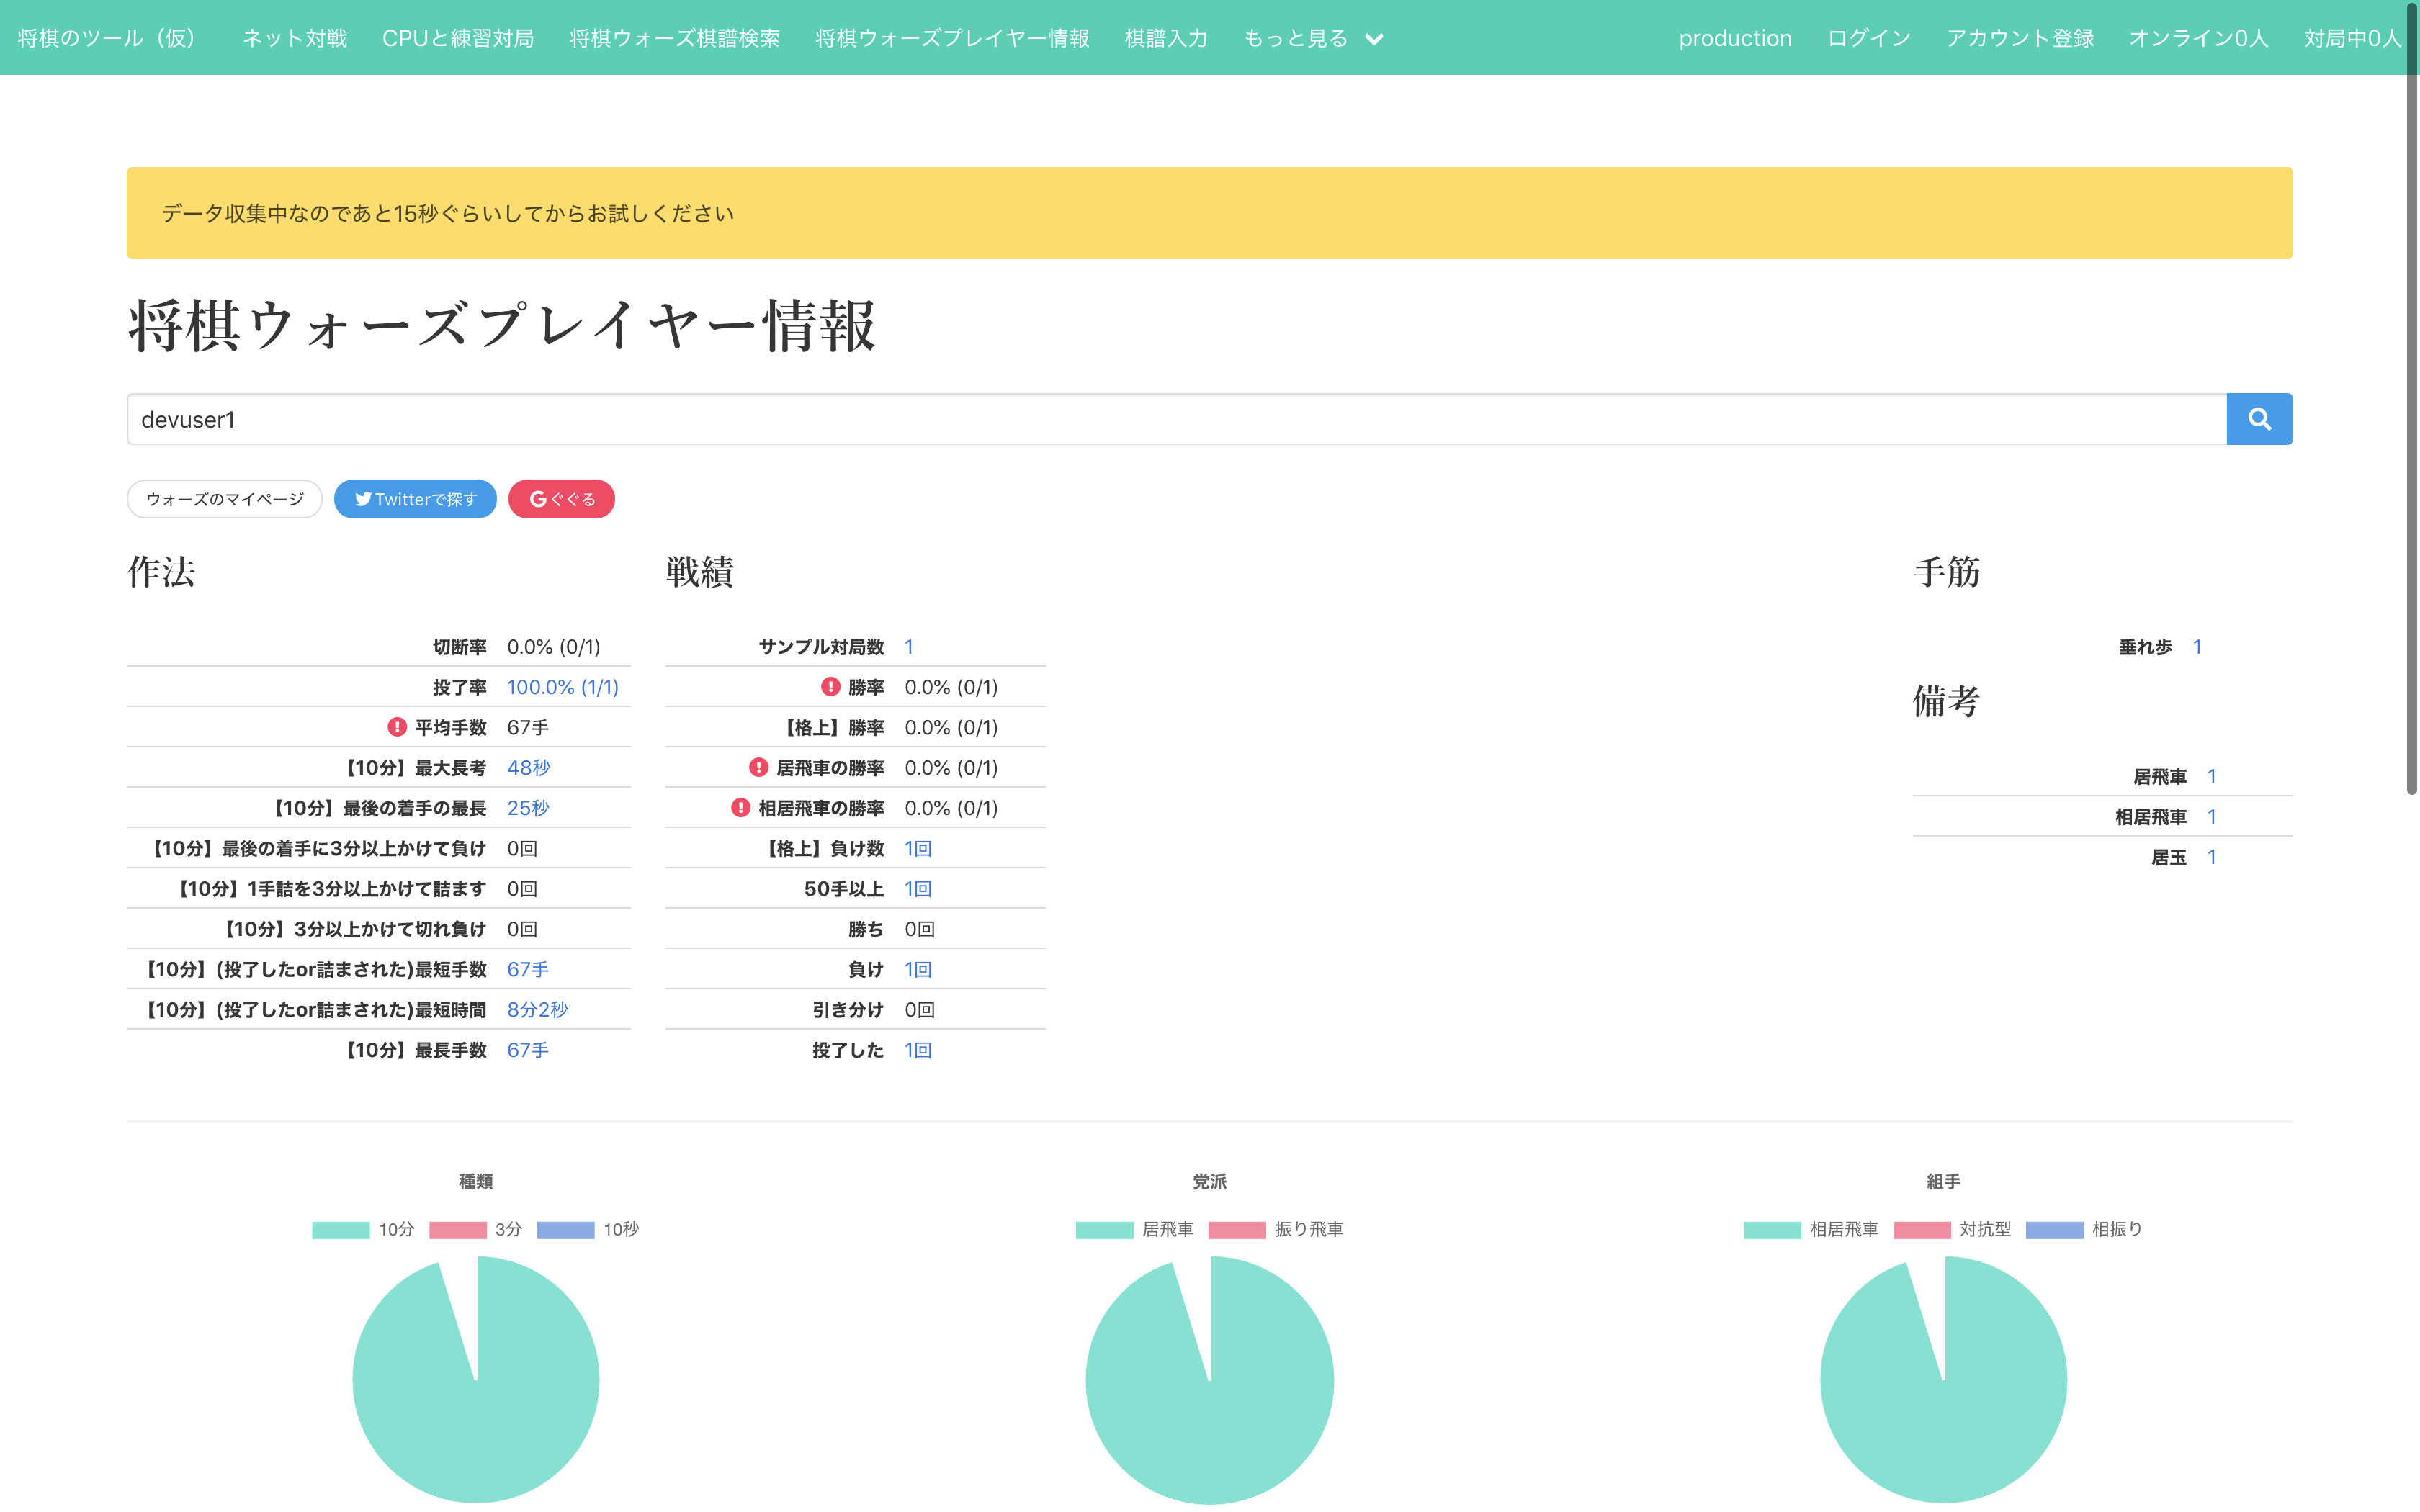 将棋のツール（仮） ネット対戦 CPUと練習対局 将棋ウォーズ棋譜検索 将棋ウォーズプレイヤー情報 棋譜入力 もっと見る production ログイン アカウント登録 オンライン0人 対局中0人
データ収集中なのであと15秒ぐらいしてからお試しください
将棋ウォーズプレイヤー情報
devuser1
ウォーズのマイページ Twitterで探す ぐぐる
作法
切断率 0.0% (0/1)
投了率 100.0% (1/1)
平均手数 67手
【10分】最大長考 48秒
【10分】最後の着手の最長 25秒
【10分】最後の着手に3分以上かけて負け 0回
【10分】1手詰を3分以上かけて詰ます 0回
【10分】3分以上かけて切れ負け 0回
【10分】(投了したor詰まされた)最短手数 67手
【10分】(投了したor詰まされた)最短時間 8分2秒
【10分】最長手数 67手
戦績
サンプル対局数 1
勝率 0.0% (0/1)
【格上】勝率 0.0% (0/1)
居飛車の勝率 0.0% (0/1)
相居飛車の勝率 0.0% (0/1)
【格上】負け数 1回
50手以上 1回
勝ち 0回
負け 1回
引き分け 0回
投了した 1回
手筋
垂れ歩 1
備考
居飛車 1
相居飛車 1
居玉 1
種類
10分 3分 10秒
党派
居飛車 振り飛車
組手
相居飛車 対抗型 相振り